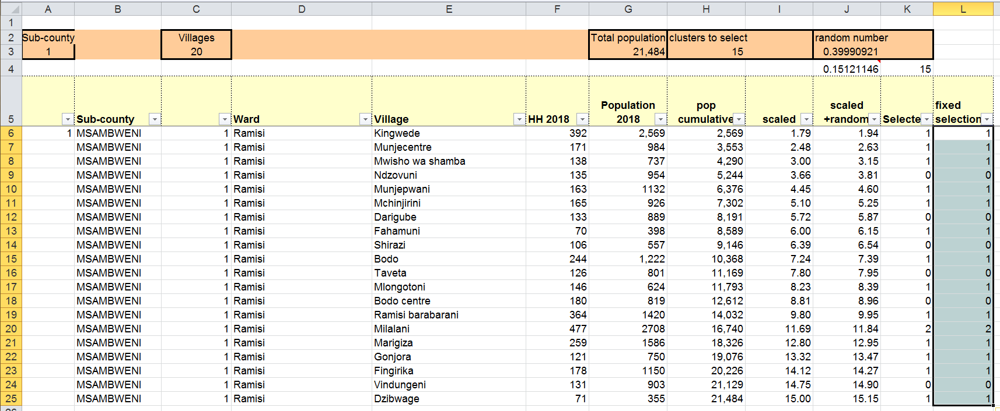 A B C D E F G H I J K L
1
2 Sub-county Villages Total population clusters to select random number
3 1 20 21,484 15 0.39990921
4 0.15121146 15
Population pop scaled fixed
5 Sub-county Ward Village HH 2018 2018 cumulative scaled +random Selecte selection
6 1 MSAMBWENI 1 Ramisi Kingwede 392 2,569 2,569 1.79 1.94 1 1
7 MSAMBWENI 1 Ramisi Munjecentre 171 984 3,553 2.48 2.63 1 1
8 MSAMBWENI 1 Ramisi Mwisho wa shamba 138 737 4,290 3.00 3.15 1 1
9 MSAMBWENI 1 Ramisi Ndzovuni 135 954 5,244 3.66 3.81 0 0
10 MSAMBWENI 1 Ramisi Munjepwani 163 1132 6,376 4.45 4.60 1 1
11 MSAMBWENI 1 Ramisi Mchinjirini 165 926 7,302 5.10 5.25 1 1
12 MSAMBWENI 1 Ramisi Darigube 133 889 8,191 5.72 5.87 0 0
13 MSAMBWENI 1 Ramisi Fahamuni 70 398 8,589 6.00 6.15 1 1
14 MSAMBWENI 1 Ramisi Shirazi 106 557 9,146 6.39 6.54 0 0
15 MSAMBWENI 1 Ramisi Bodo 244 1,222 10,368 7.24 7.39 1 1
16 MSAMBWENI 1 Ramisi Taveta 126 801 11,169 7.80 7.95 0 0
17 MSAMBWENI 1 Ramisi Mlongotoni 146 624 11,793 8.23 8.39 1 1
18 MSAMBWENI 1 Ramisi Bodo centre 180 819 12,612 8.81 8.96 0 0
19 MSAMBWENI 1 Ramisi Ramisi barabarani 364 1420 14,032 9.80 9.95 1 1
20 MSAMBWENI 1 Ramisi Milalani 477 2708 16,740 11.69 11.84 2 2
21 MSAMBWENI 1 Ramisi Marigiza 259 1586 18,326 12.80 12.95 1 1
22 MSAMBWENI 1 Ramisi Gonjora 121 750 19,076 13.32 13.47 1 1
23 MSAMBWENI 1 Ramisi Fingirika 178 1150 20,226 14.12 14.27 1 1
24 MSAMBWENI 1 Ramisi Vindungeni 131 903 21,129 14.75 14.90 0 0
25 MSAMBWENI 1 Ramisi Dzibwage 71 355 21,484 15.00 15.15 1 1